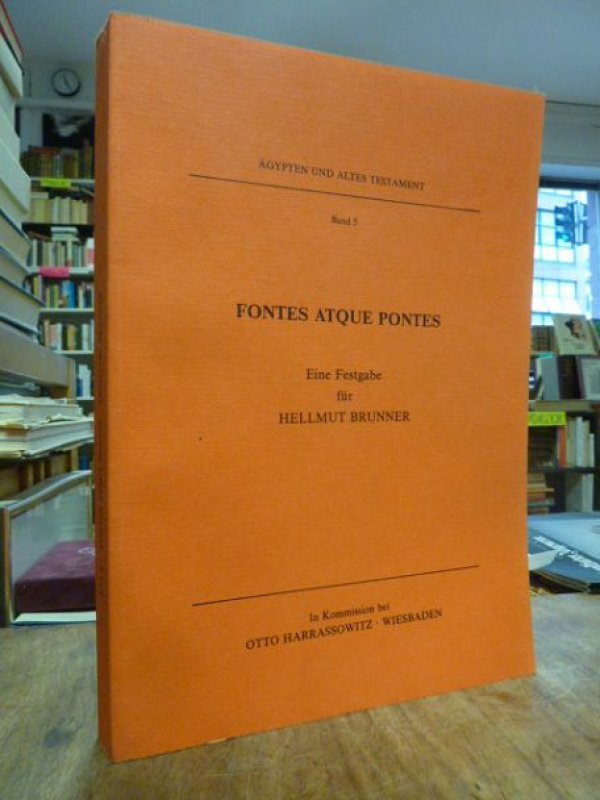 ÄGYPTEN UND ALTES TESTAMENT
Band 5
FONTES ATQUE PONTES
Eine Festgabe
für
HELLMUT BRUNNER
In Kommission bei
OTTO HARRASSOWITZ · WIESBADEN